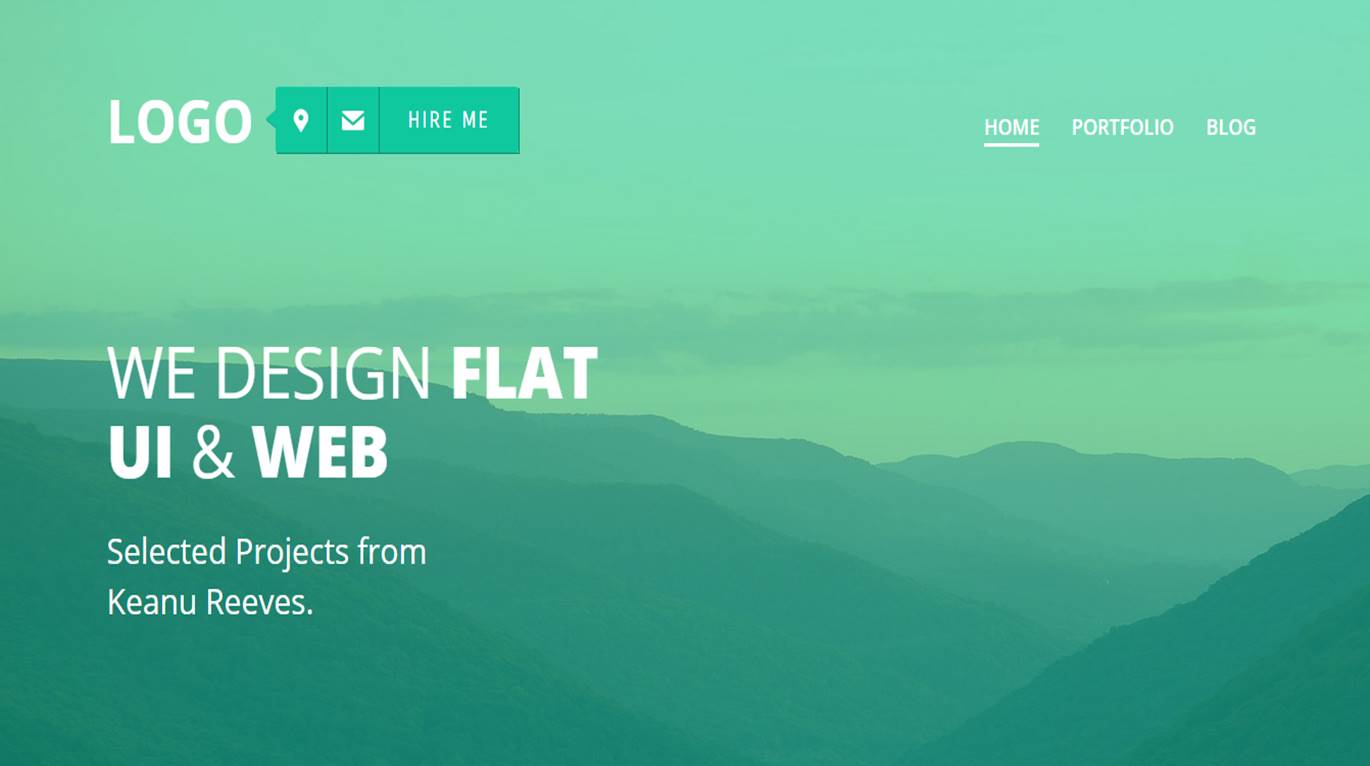 LOGO
HIRE ME
HOME PORTFOLIO BLOG
WE DESIGN FLAT
UI & WEB
Selected Projects from
Keanu Reeves.